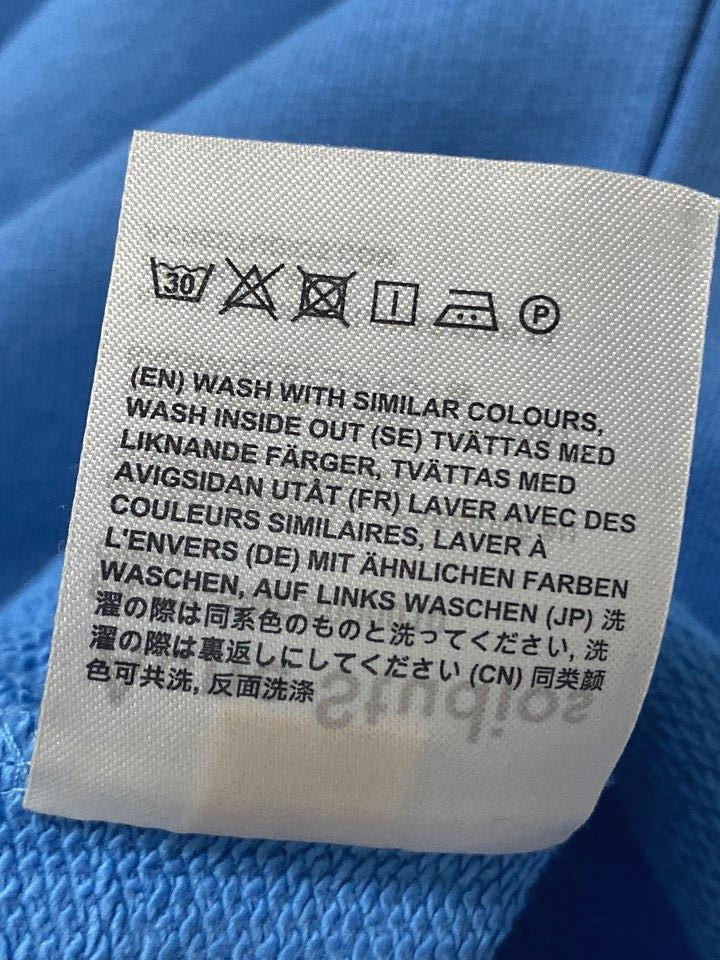 30
P
(EN) WASH WITH SIMILAR COLOURS,
WASH INSIDE OUT (SE) TVÄTTAS MED
LIKNANDE FÄRGER, TVÄTTAS MED
AVIGSIDAN UTÅT (FR) LAVER AVEC DES
COULEURS SIMILAIRES, LAVER À
L'ENVERS (DE) MIT ÄHNLICHEN FARBEN
WASCHEN, AUF LINKS WASCHEN (JP) 洗
濯の際は同系色のものと洗ってください, 洗
濯の際は裏返しにしてください (CN) 同类颜
色可共洗, 反面洗涤
Studios